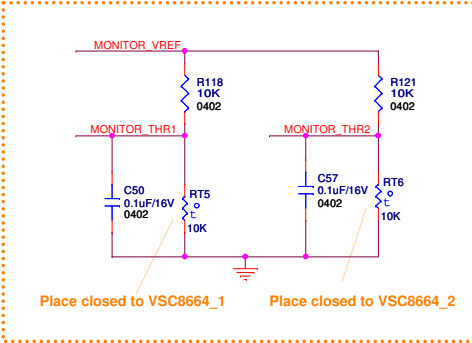 MONITOR_VREF
R118
10K
0402
R121
10K
0402
MONITOR_THR1
MONITOR_THR2
C50
0.1uF/16V
0402
RT5
t
10K
C57
0.1uF/16V
0402
RT6
t
10K
Place closed to VSC8664_1
Place closed to VSC8664_2